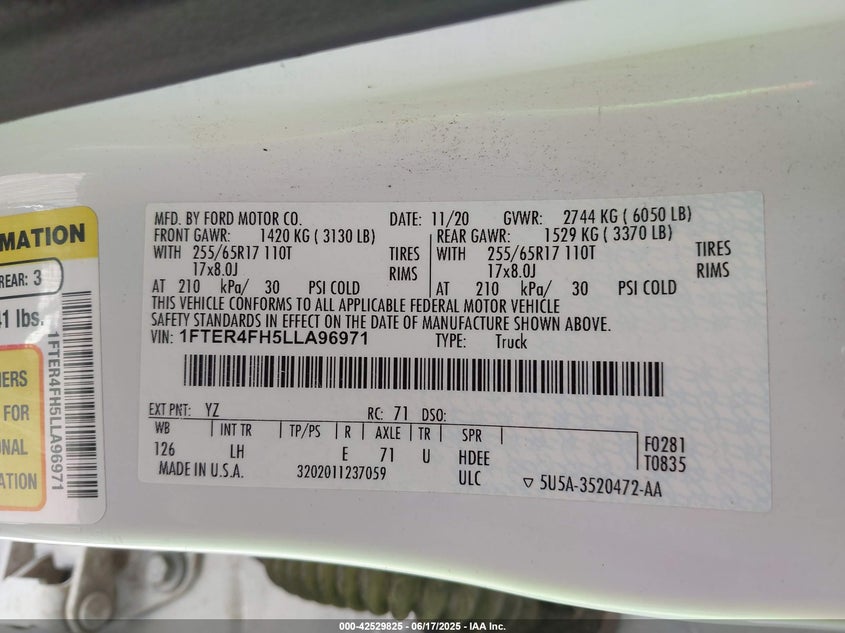 MFD. BY FORD MOTOR CO. DATE: 11/20 GVWR: 2744 KG ( 6050 LB)
FRONT GAWR: 1420 KG ( 3130 LB) REAR GAWR: 1529 KG ( 3370 LB)
WITH 255/65R17 110T TIRES WITH 255/65R17 110T TIRES
17x8.0J RIMS 17x8.0J RIMS
AT 210 kPa/ 30 PSI COLD AT 210 kPa/ 30 PSI COLD
THIS VEHICLE CONFORMS TO ALL APPLICABLE FEDERAL MOTOR VEHICLE
SAFETY STANDARDS IN EFFECT ON THE DATE OF MANUFACTURE SHOWN ABOVE.
VIN: 1FTER4FH5LLA96971 TYPE: Truck
EXT PNT: YZ RC: 71 DSO:
WB INT TR TP/PS R AXLE TR SPR
126 LH E 71 U HDEE
F0281
T0835
MADE IN U.S.A. 3202011237059 ULC ▽ 5U5A-3520472-AA
MATION
REAR: 3
41 lbs.
1FTER4FH5LLA96971
ERS
FOR
ONAL
ATION
000-42529825 - 06/17/2025 - IAA Inc.